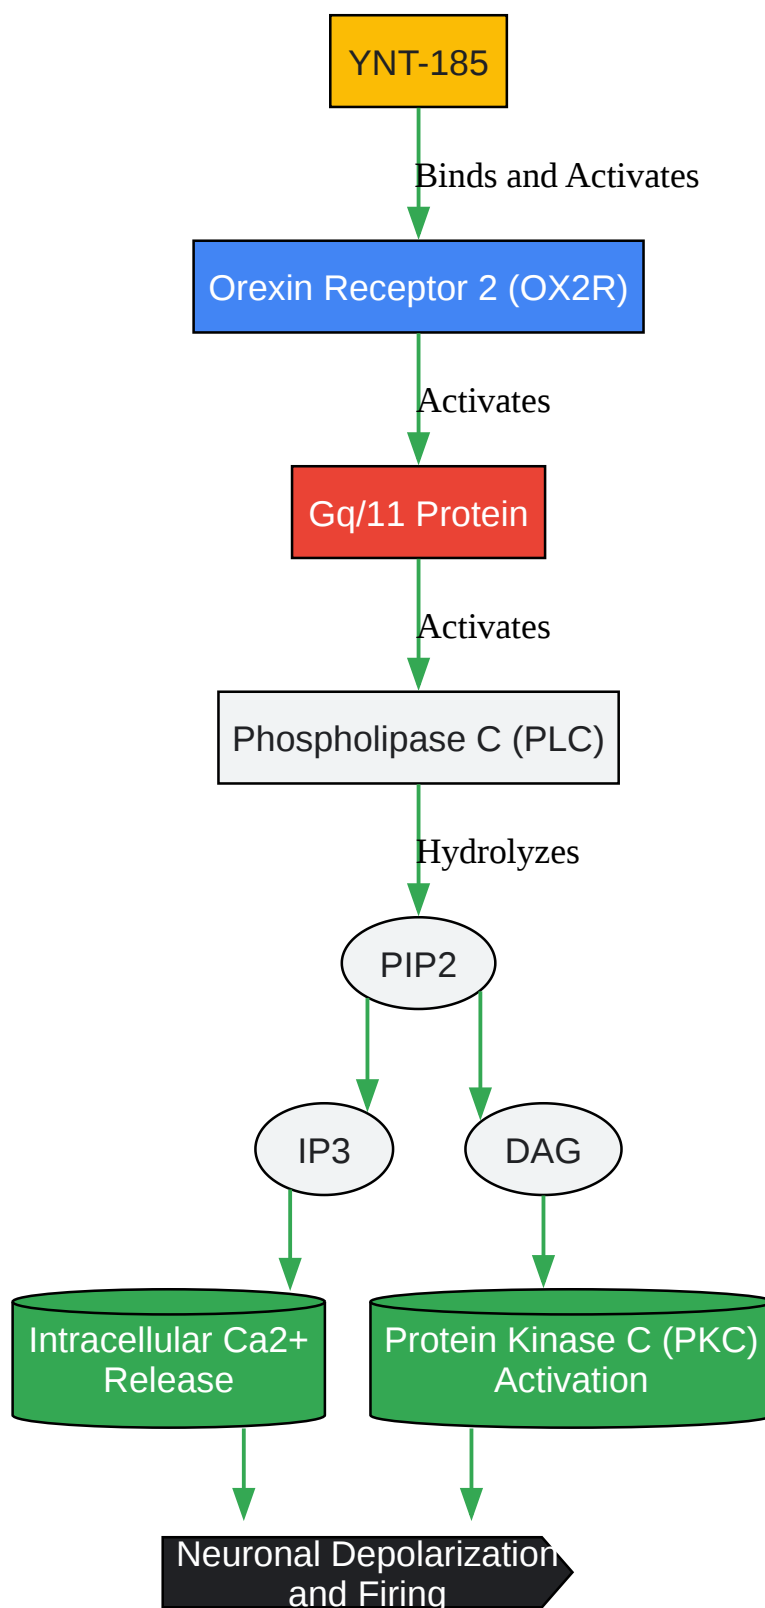 YNT-185
Binds and Activates
Orexin Receptor 2 (OX2R)
Activates
Gq/11 Protein
Activates
Phospholipase C (PLC)
Hydrolyzes
PIP2
IP3
DAG
Intracellular Ca2+
Release
Protein Kinase C (PKC)
Activation
Neuronal Depolarization
and Firing